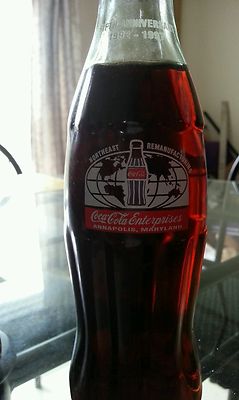 ANNIVERSA
NORTHEAST REMANUFACTURING
Coca-Cola
Coca-Cola Enterprises
ANNAPOLIS, MARYLAND